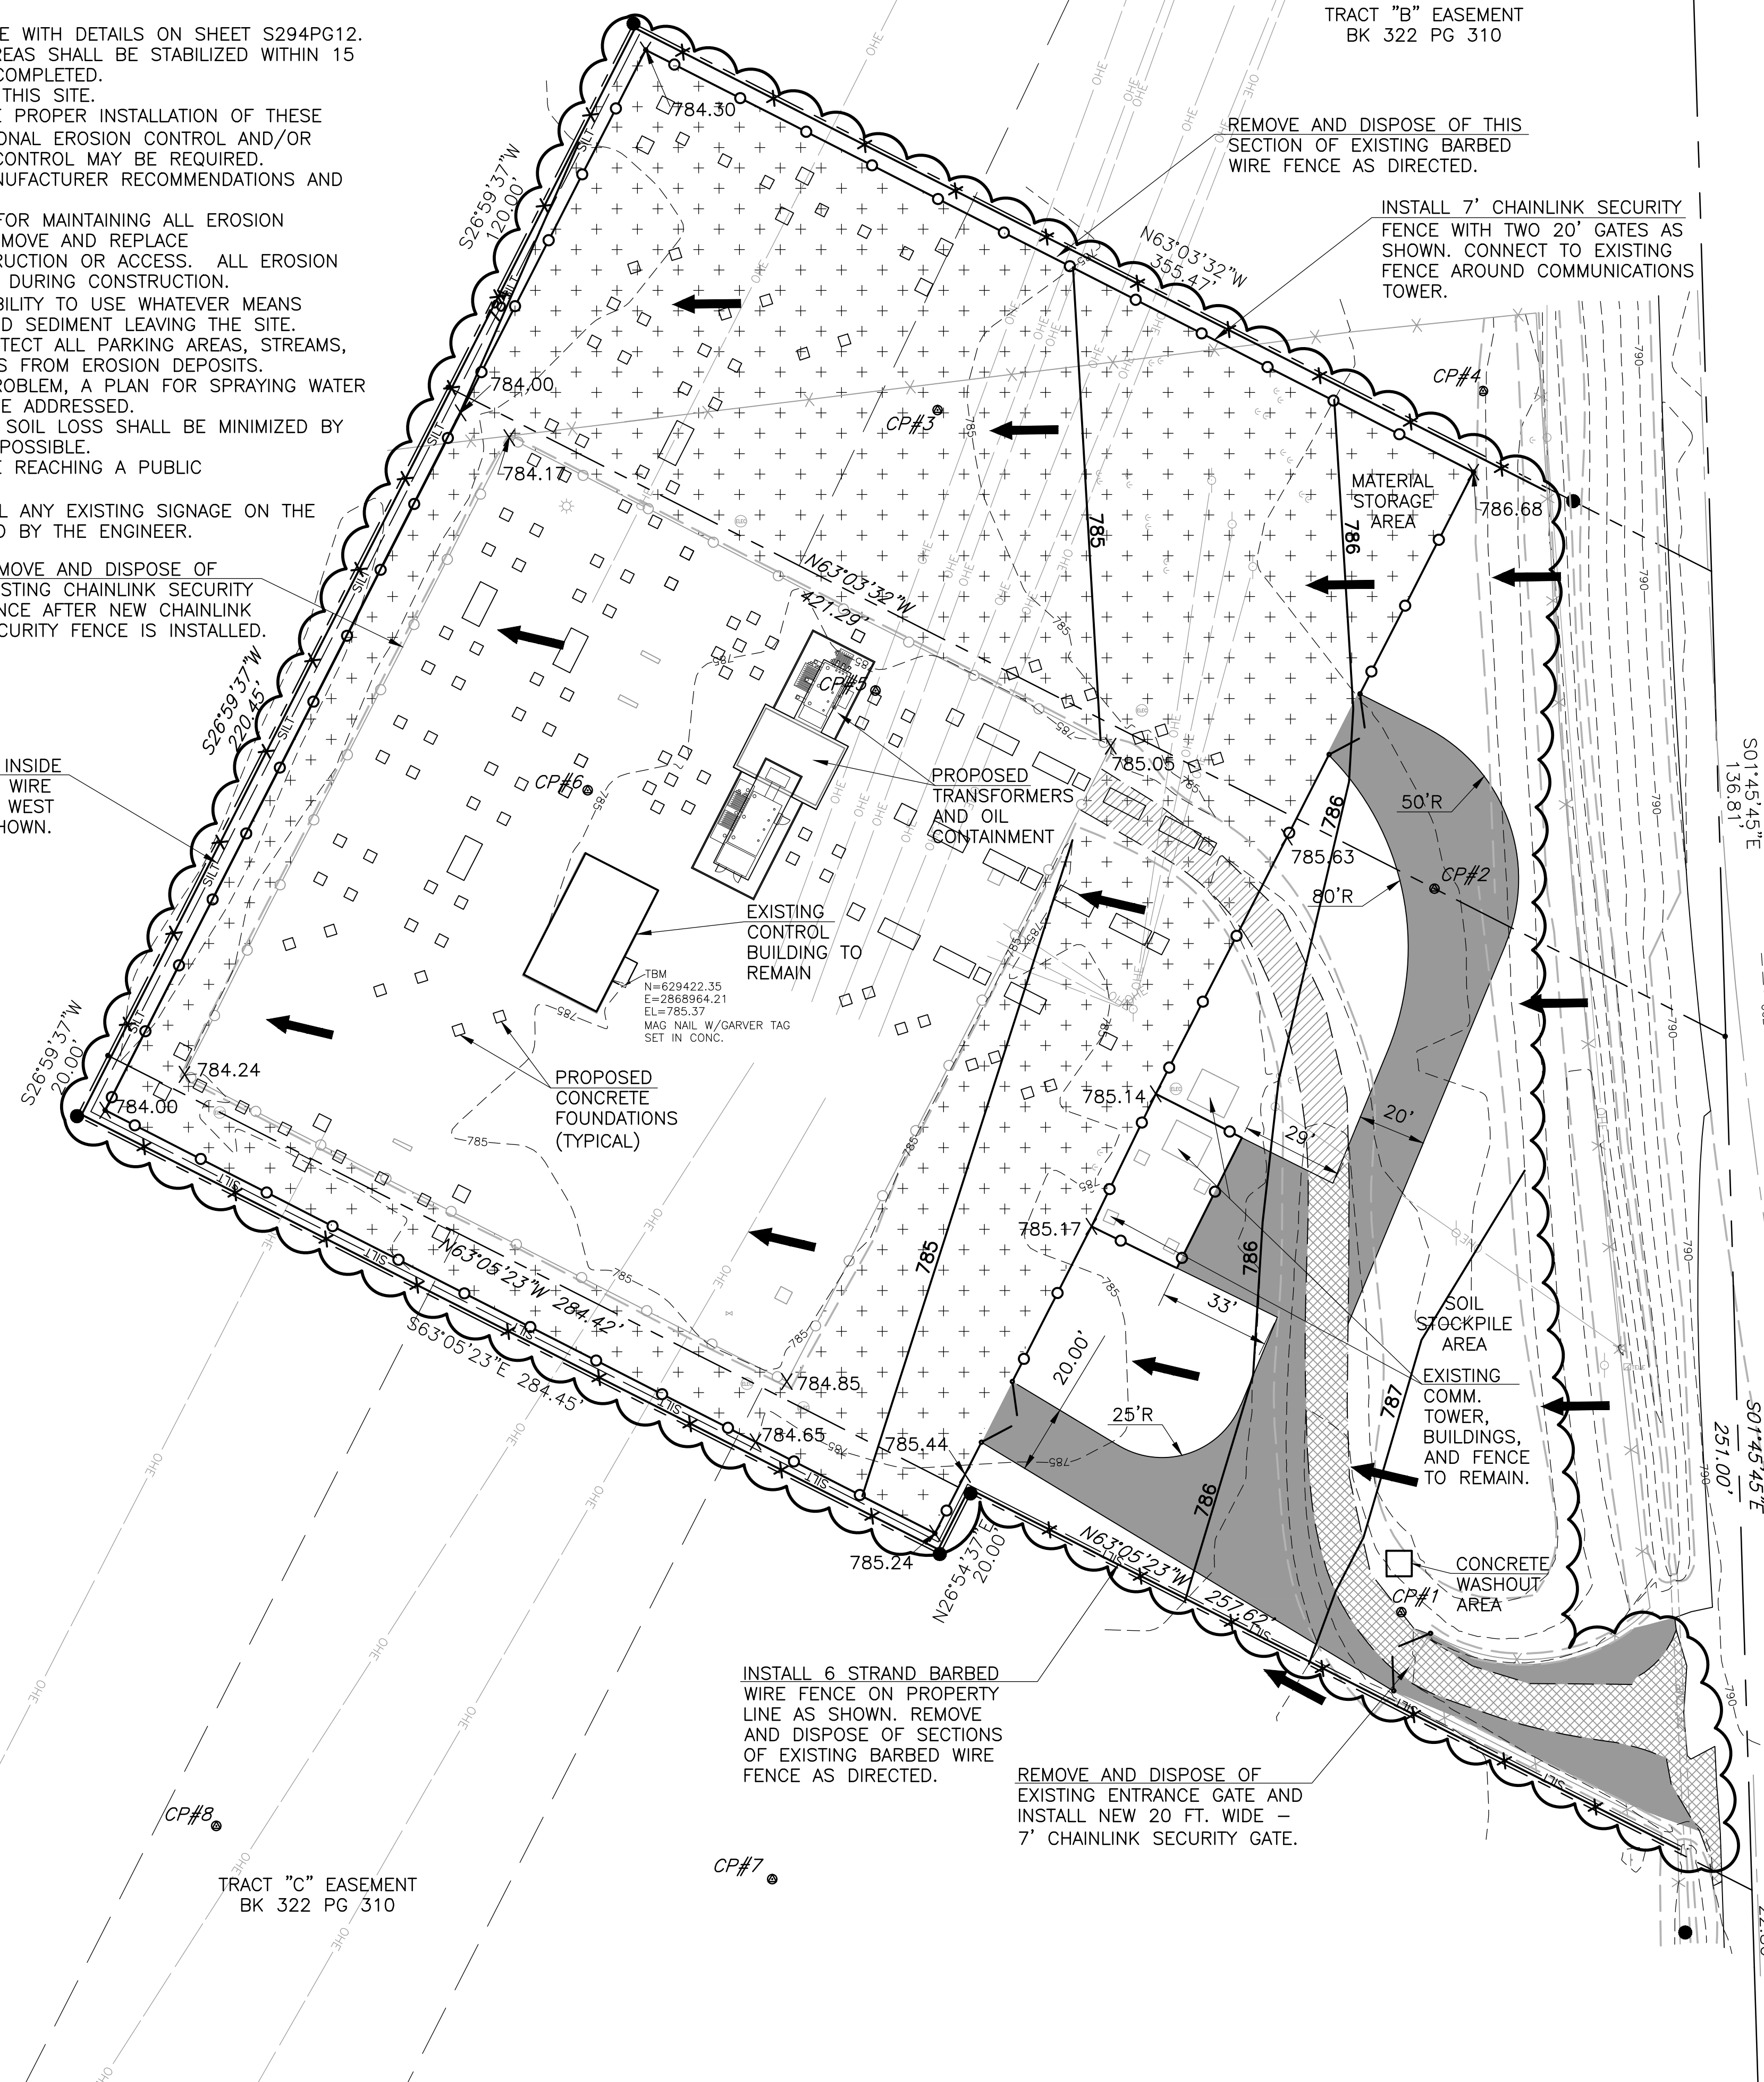 TRACT "B" EASEMENT
BK 322 PG 310
E WITH DETAILS ON SHEET S294PG12.
REAS SHALL BE STABILIZED WITHIN 15
COMPLETED.
THIS SITE.
E PROPER INSTALLATION OF THESE
ONAL EROSION CONTROL AND/OR
CONTROL MAY BE REQUIRED.
NUFACTURER RECOMMENDATIONS AND
FOR MAINTAINING ALL EROSION
MOVE AND REPLACE
RUCTION OR ACCESS. ALL EROSION
DURING CONSTRUCTION.
BILITY TO USE WHATEVER MEANS
D SEDIMENT LEAVING THE SITE.
TECT ALL PARKING AREAS, STREAMS,
S FROM EROSION DEPOSITS.
ROBLEM, A PLAN FOR SPRAYING WATER
E ADDRESSED.
SOIL LOSS SHALL BE MINIMIZED BY
POSSIBLE.
E REACHING A PUBLIC
L ANY EXISTING SIGNAGE ON THE
D BY THE ENGINEER.
MOVE AND DISPOSE OF
ISTING CHAINLINK SECURITY
NCE AFTER NEW CHAINLINK
CURITY FENCE IS INSTALLED.
INSIDE
WIRE
WEST
HOWN.
REMOVE AND DISPOSE OF THIS
SECTION OF EXISTING BARBED
WIRE FENCE AS DIRECTED.
INSTALL 7' CHAINLINK SECURITY
FENCE WITH TWO 20' GATES AS
SHOWN. CONNECT TO EXISTING
FENCE AROUND COMMUNICATIONS
TOWER.
S26°59'37"W
120.00'
784.30
N63°03'32"W
355.47'
784.00
784.17
CP#3
CP#4
MATERIAL
STORAGE
AREA
786.68
785
786
N63°03'32"W
421.29'
S26°59'37"W
220.45'
CP#5
CP#6
PROPOSED
TRANSFORMERS
AND OIL
CONTAINMENT
785.05
785.63
786
50'R
80'R
CP#2
S01°45'45"E
136.81'
EXISTING
CONTROL
BUILDING TO
REMAIN
TBM
N=629422.35
E=2868964.21
EL=785.37
MAG NAIL W/GARVER TAG
SET IN CONC.
S26°59'37"W
20.00'
784.24
784.00
PROPOSED
CONCRETE
FOUNDATIONS
(TYPICAL)
785.14
785.17
29'
20'
33'
785
786
N63°05'23"W 284.42'
S63°05'23"E 284.45'
784.85
784.65
785.44
785.24
20.00'
25'R
SOIL
STOCKPILE
AREA
787
EXISTING
COMM.
TOWER,
BUILDINGS,
AND FENCE
TO REMAIN.
S01°45'45"E
251.00'
786
N26°54'37"E
20.00'
N63°05'23"W 257.62'
CONCRETE
WASHOUT
AREA
CP#1
INSTALL 6 STRAND BARBED
WIRE FENCE ON PROPERTY
LINE AS SHOWN. REMOVE
AND DISPOSE OF SECTIONS
OF EXISTING BARBED WIRE
FENCE AS DIRECTED.
REMOVE AND DISPOSE OF
EXISTING ENTRANCE GATE AND
INSTALL NEW 20 FT. WIDE –
7' CHAINLINK SECURITY GATE.
CP#8
CP#7
TRACT "C" EASEMENT
BK 322 PG 310
SILT
OHE
785
790